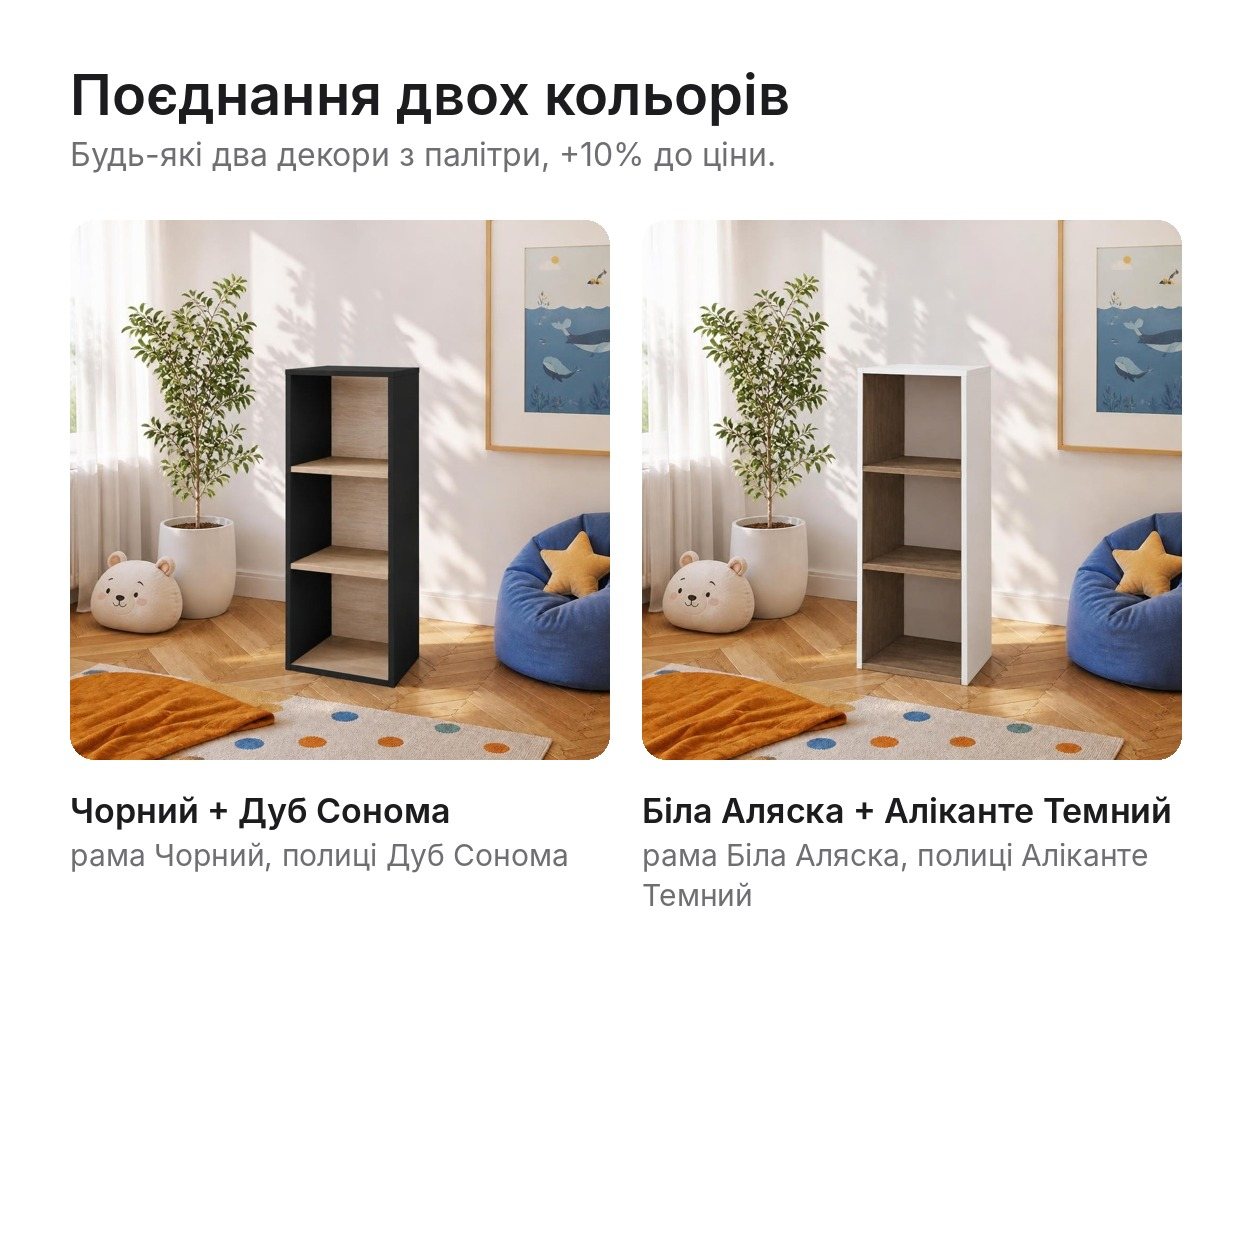 Поєднання двох кольорів
Будь-які два декори з палітри, +10% до ціни.
Чорний + Дуб Сонома
рама Чорний, полиці Дуб Сонома
Біла Аляска + Аліканте Темний
рама Біла Аляска, полиці Аліканте
Темний